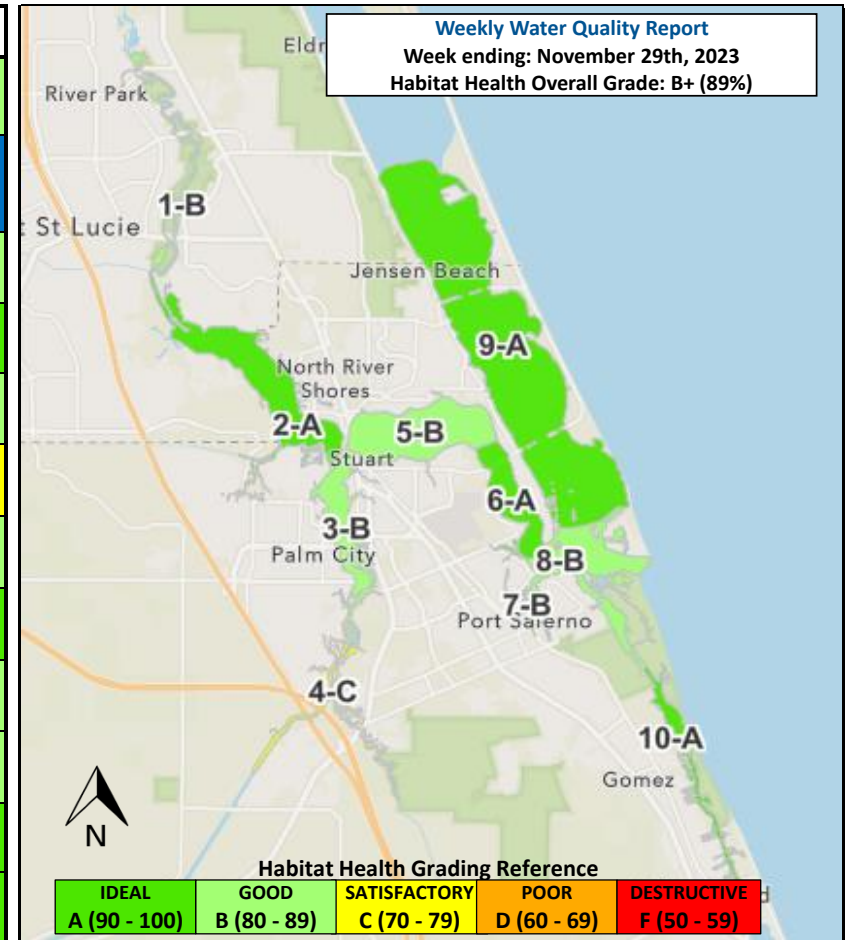 Weekly Water Quality Report
Week ending: November 29th, 2023
Habitat Health Overall Grade: B+ (89%)
Eldr
River Park
1-B
t St Lucie
Jensen Beach
9-A
North River
Shores
2-A
5-B
Stuart
6-A
3-B
Palm City
8-B
7-B
Port Salerno
4-C
10-A
Gomez
N
Habitat Health Grading Reference
IDEAL GOOD SATISFACTORY POOR DESTRUCTIVE
A (90 - 100) B (80 - 89) C (70 - 79) D (60 - 69) F (50 - 59)
d